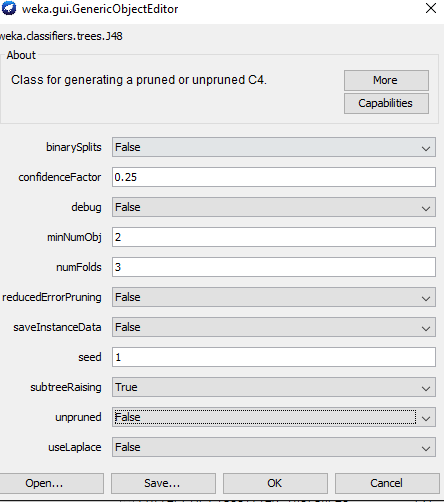 weka.gui.GenericObjectEditor
weka.classifiers.trees.J48
About
Class for generating a pruned or unpruned C4.
More
Capabilities
binarySplits False
confidenceFactor 0.25
debug False
minNumObj 2
numFolds 3
reducedErrorPruning False
saveInstanceData False
seed 1
subtreeRaising True
unpruned False
useLaplace False
Open... Save... OK Cancel